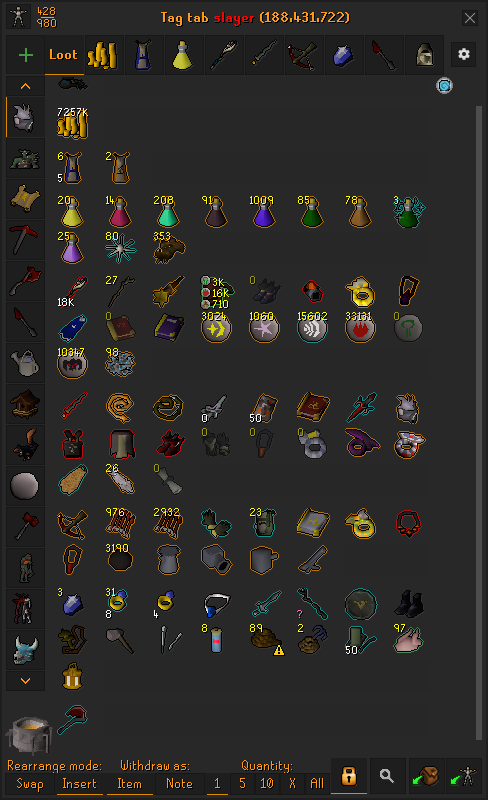 428
980
Tag tab slayer (188,431,722)
Loot
7257K
6 2
5
20 14 208 91 1009 85 78 3
25 80 353
27 3K 0
18K 16K
710
0 3024 1060 15602 33131 0
10347 98
0 50
0 0 0
26 0
976 2932 23
3190
3 31
8 4 ?
8 89 2 50 97
Rearrange mode: Withdraw as: Quantity:
Swap Insert Item Note 1 5 10 X All